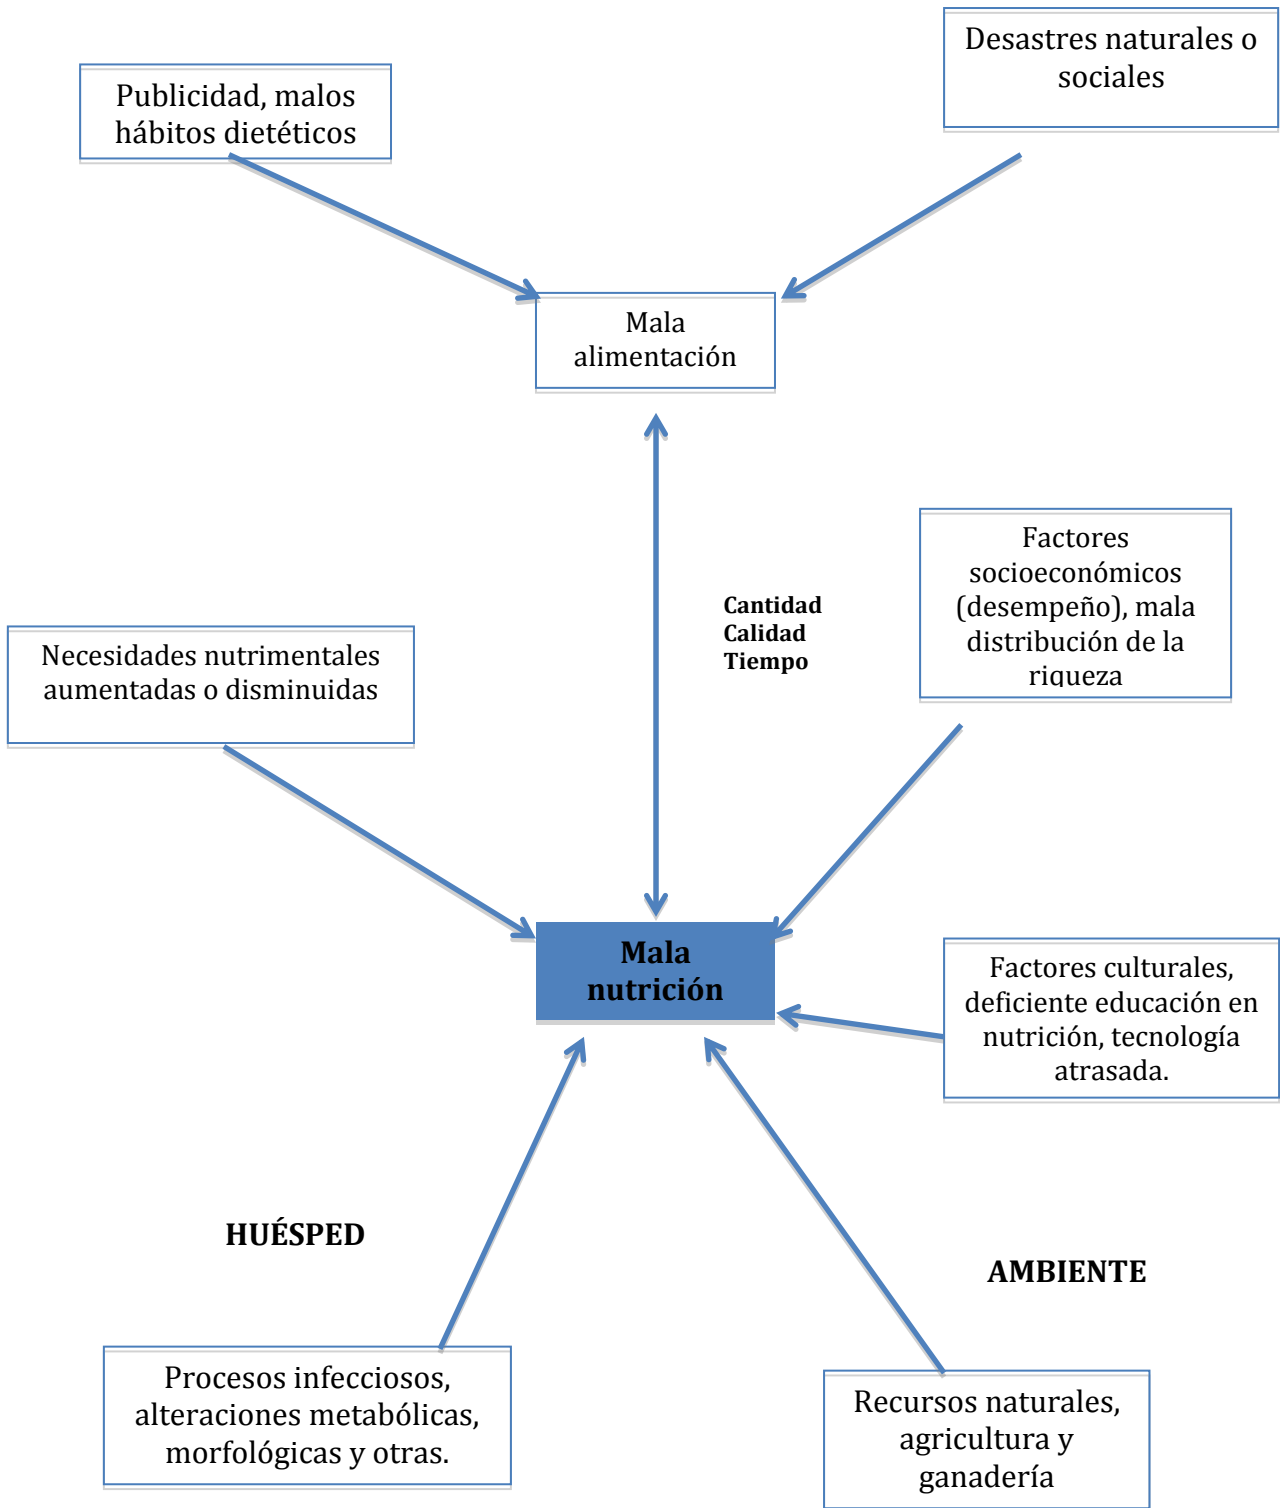 Desastres naturales o
sociales
Publicidad, malos
hábitos dietéticos
Mala
alimentación
Factores
socioeconómicos
(desempeño), mala
distribución de la
riqueza
Cantidad
Calidad
Tiempo
Necesidades nutrimentales
aumentadas o disminuidas
Mala
nutrición
Factores culturales,
deficiente educación en
nutrición, tecnología
atrasada.
HUÉSPED
AMBIENTE
Procesos infecciosos,
alteraciones metabólicas,
morfológicas y otras.
Recursos naturales,
agricultura y
ganadería